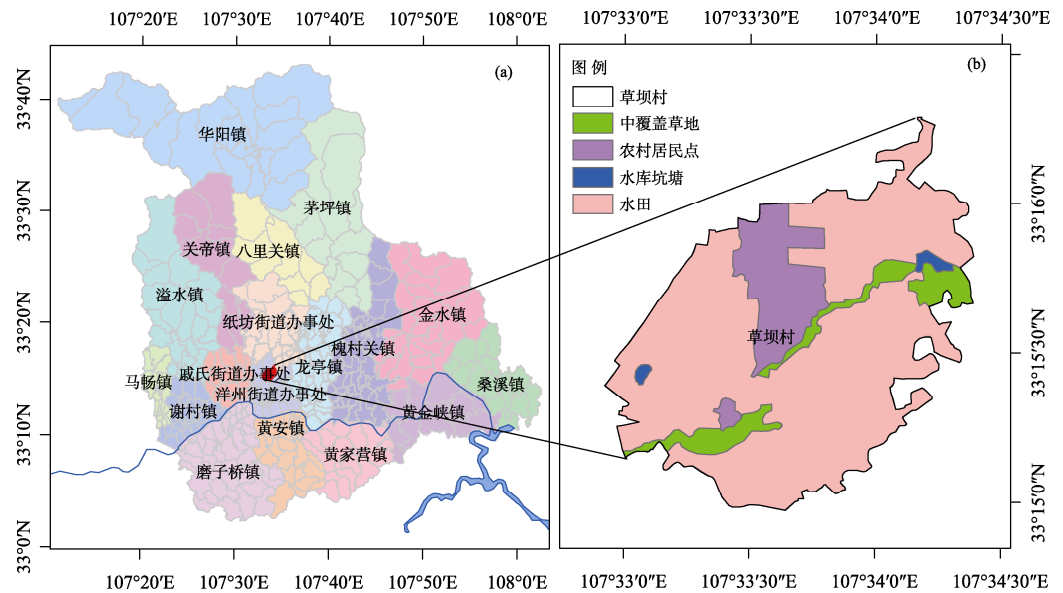 107°20′E 107°30′E 107°40′E 107°50′E 108°0′E
107°33′0″E 107°33′30″E 107°34′0″E 107°34′30″E
33°40′N
33°30′N
33°20′N
33°10′N
33°0′N
(a)
华阳镇
茅坪镇
关帝镇
八里关镇
溢水镇
纸坊街道办事处
金水镇
槐村关镇
龙亭镇
戚氏街道办事处
马畅镇
桑溪镇
洋州街道办事处
谢村镇
黄金峡镇
黄安镇
黄家营镇
磨子桥镇
(b)
图 例
草坝村
中覆盖草地
农村居民点
水库坑塘
水田
草坝村
33°16′0″N
33°15′30″N
33°15′0″N
107°20′E 107°30′E 107°40′E 107°50′E 108°0′E
107°33′0″E 107°33′30″E 107°34′0″E 107°34′30″E